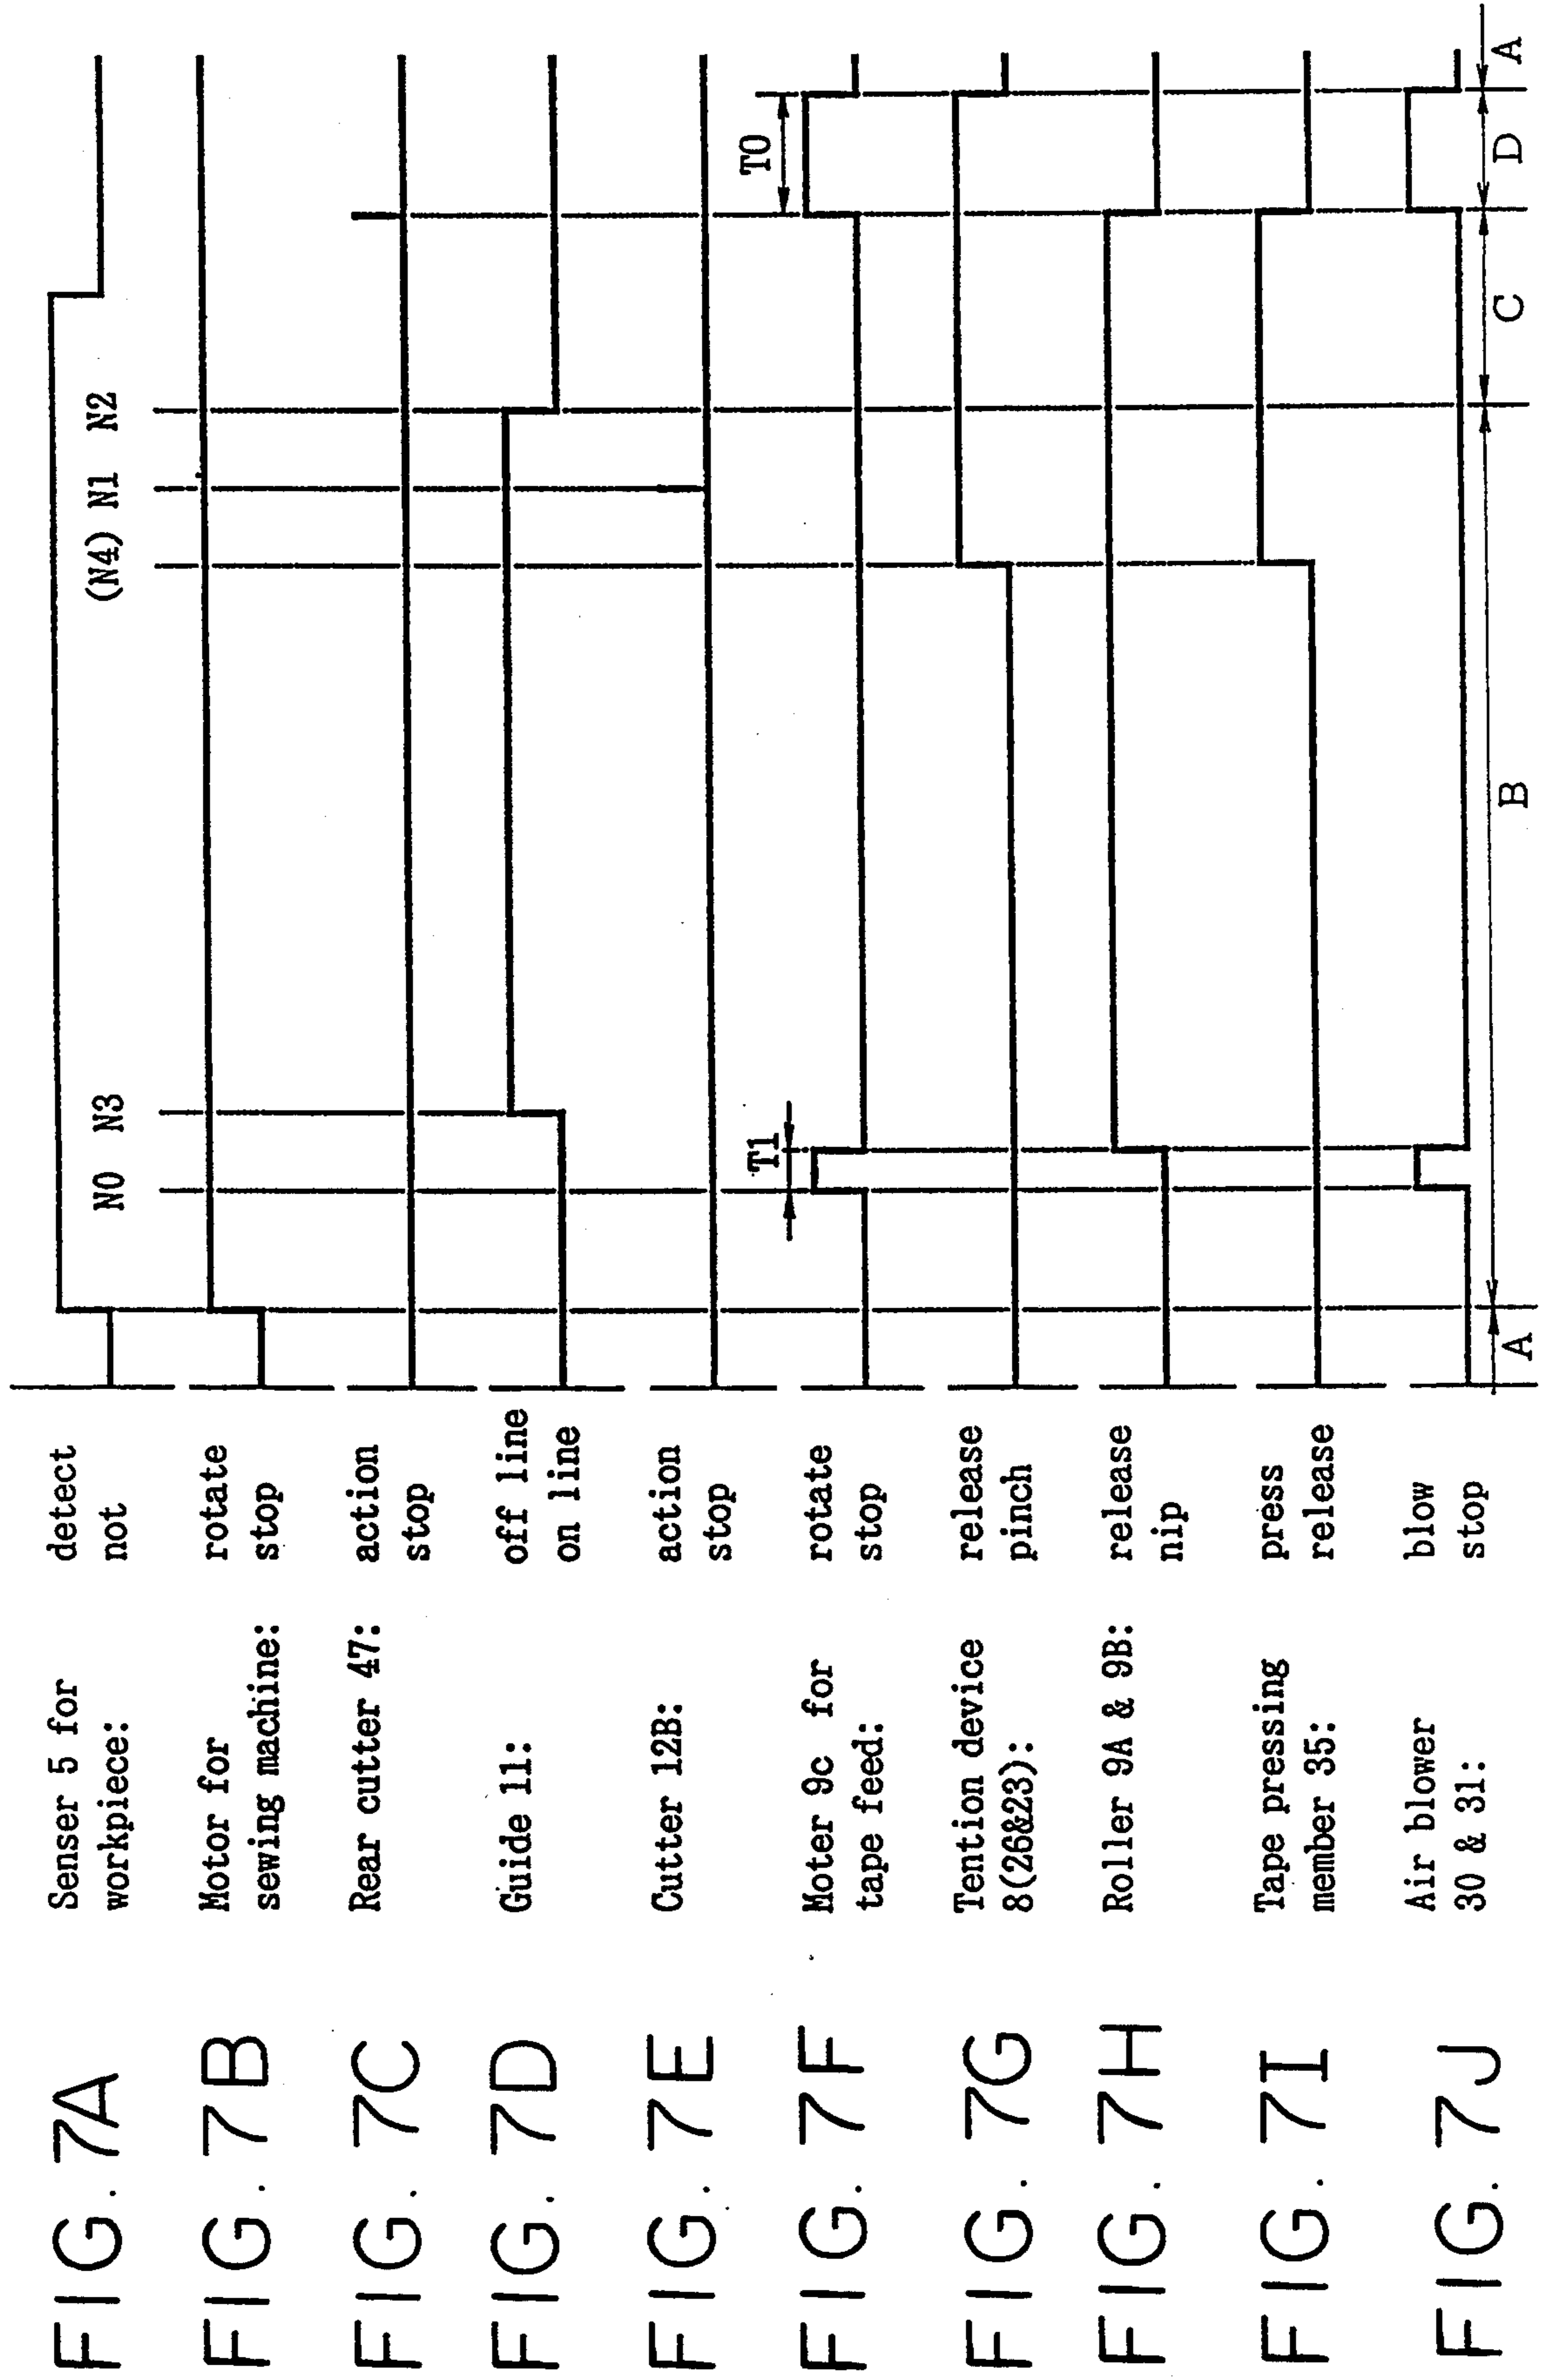 FIG. 7A
Senser 5 for
workpiece:
detect
not
FIG. 7B
Motor for
sewing machine:
rotate
stop
FIG. 7C
Rear cutter 47:
action
stop
FIG. 7D
Guide 11:
off line
on line
FIG. 7E
Cutter 12B:
action
stop
FIG. 7F
Moter 9c for
tape feed:
rotate
stop
FIG. 7G
Tention device
8(26&23):
release
pinch
FIG. 7H
Roller 9A & 9B:
release
nip
FIG. 7I
Tape pressing
member 35:
press
release
FIG. 7J
Air blower
30 & 31:
blow
stop
N0 N3 (N4) N1 N2
T1 T0
A B C D A